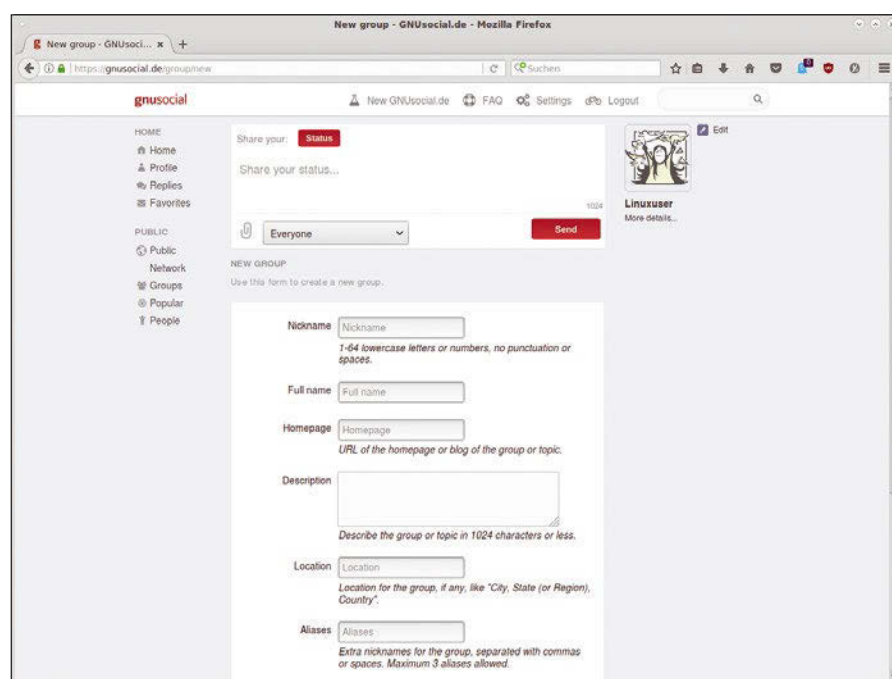 New group - GNUsocial.de - Mozilla Firefox
New group - GNUsoci... x +
https://gnusocial.de/group/new
Suchen
gnusocial
New GNUsocial.de FAQ Settings Logout
HOME
Home
Profile
Replies
Favorites
PUBLIC
Public
Network
Groups
Popular
People
Share your: Status
Share your status...
1024
Everyone
Send
NEW GROUP
Use this form to create a new group.
Nickname Nickname
1-64 lowercase letters or numbers, no punctuation or
spaces.
Full name Full name
Homepage Homepage
URL of the homepage or blog of the group or topic.
Description
Describe the group or topic in 1024 characters or less.
Location Location
Location for the group, if any, like "City, State (or Region),
Country".
Aliases Aliases
Extra nicknames for the group, separated with commas
or spaces. Maximum 3 aliases allowed.
Edit
Linuxuser
More details...